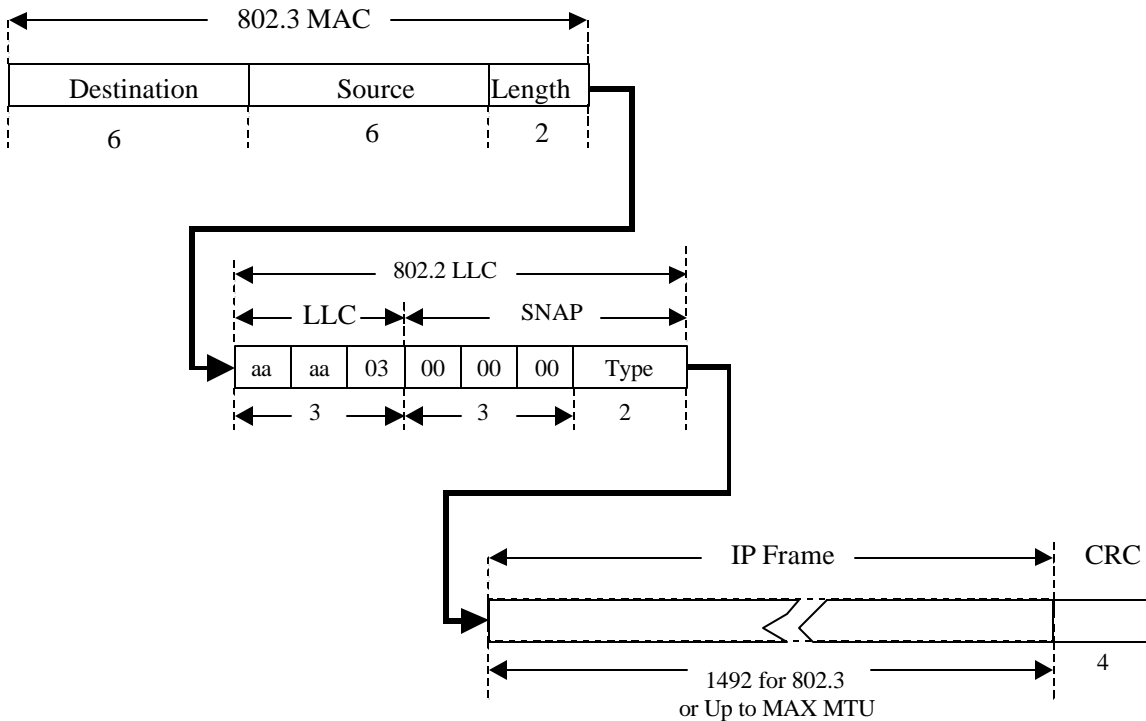 802.3 MAC
Destination Source Length
6 6 2
802.2 LLC
LLC SNAP
aa aa 03 00 00 00 Type
3 3 2
IP Frame CRC
4
1492 for 802.3
or Up to MAX MTU